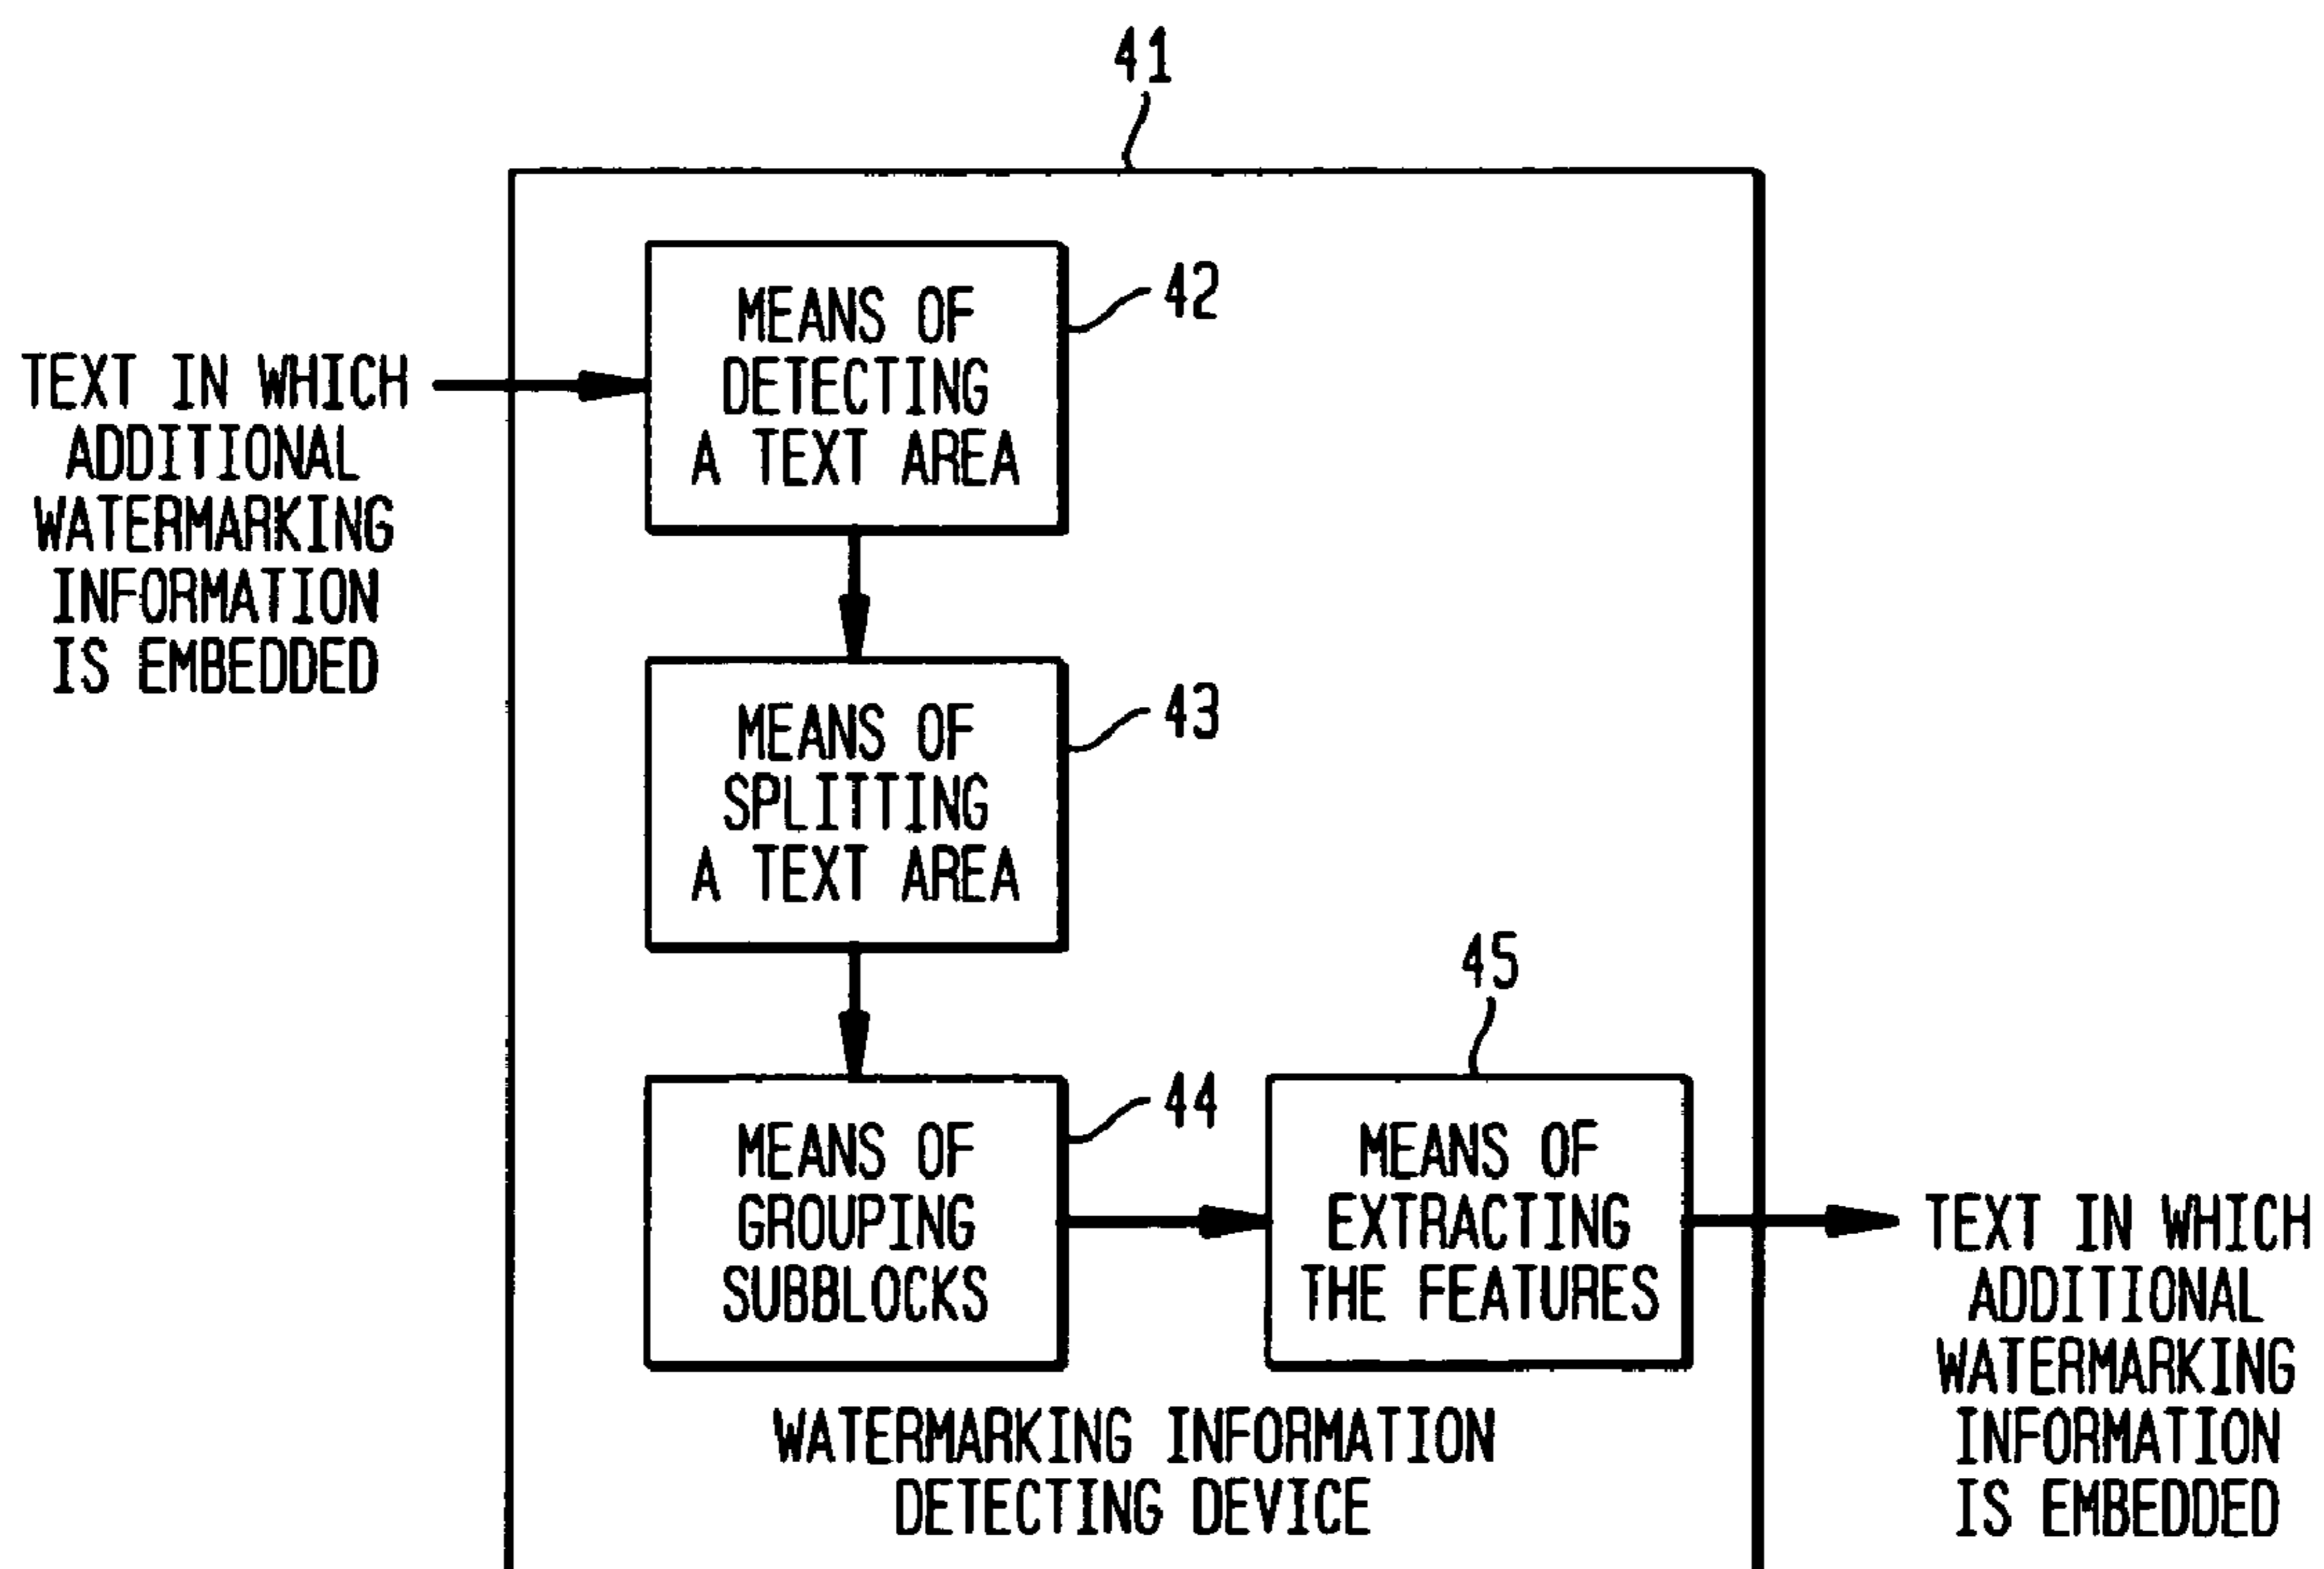 41
MEANS OF
DETECTING
A TEXT AREA
42
TEXT IN WHICH
ADDITIONAL
WATERMARKING
INFORMATION
IS EMBEDDED
MEANS OF
SPLITTING
A TEXT AREA
43
MEANS OF
GROUPING
SUBBLOCKS
44
45
MEANS OF
EXTRACTING
THE FEATURES
TEXT IN WHICH
ADDITIONAL
WATERMARKING
INFORMATION
IS EMBEDDED
WATERMARKING INFORMATION
DETECTING DEVICE